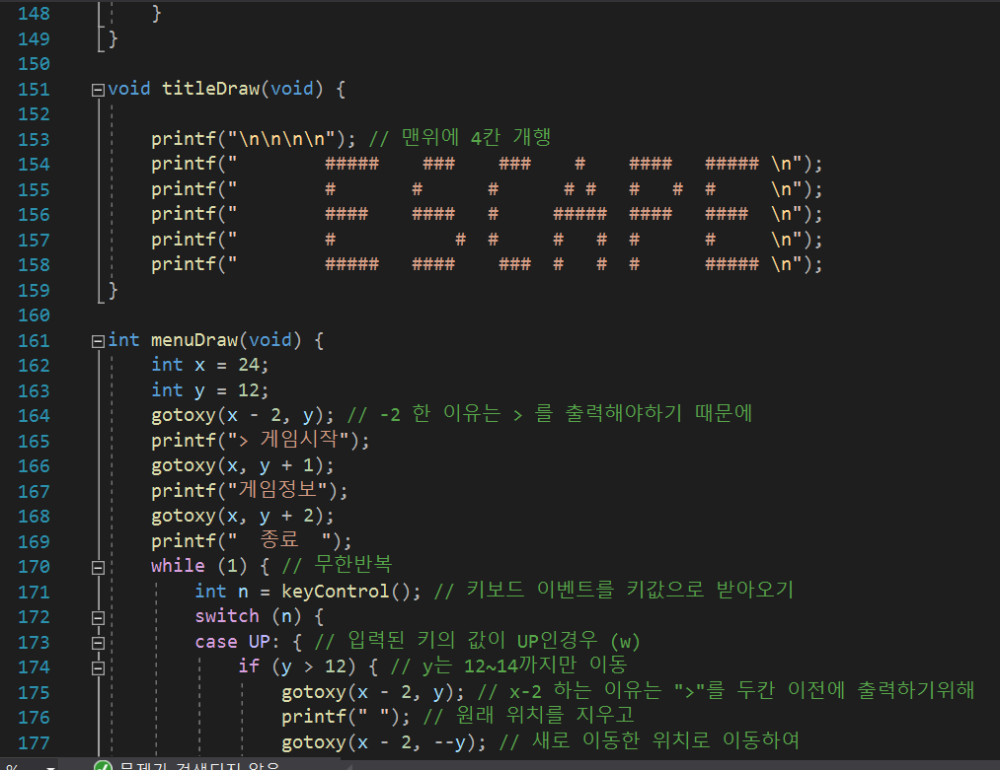 148 }
149 }
150
151 void titleDraw(void) {
152
153 printf("\n\n\n\n"); // 맨위에 4칸 개행
154 printf("        #####    ###    ###    #    ####   ##### \n");
155 printf("        #       #      #      # #   #   #  #     \n");
156 printf("        ####    ####   #     #####  ####   ####  \n");
157 printf("        #           #  #     #   #  #      #     \n");
158 printf("        #####   ####    ###  #   #  #      ##### \n");
159 }
160
161 int menuDraw(void) {
162 int x = 24;
163 int y = 12;
164 gotoxy(x - 2, y); // -2 한 이유는 > 를 출력해야하기 때문에
165 printf("> 게임시작");
166 gotoxy(x, y + 1);
167 printf("게임정보");
168 gotoxy(x, y + 2);
169 printf("  종료  ");
170 while (1) { // 무한반복
171 int n = keyControl(); // 키보드 이벤트를 키값으로 받아오기
172 switch (n) {
173 case UP: { // 입력된 키의 값이 UP인경우 (w)
174 if (y > 12) { // y는 12~14까지만 이동
175 gotoxy(x - 2, y); // x-2 하는 이유는 ">"를 두칸 이전에 출력하기위해
176 printf(" "); // 원래 위치를 지우고
177 gotoxy(x - 2, --y); // 새로 이동한 위치로 이동하여